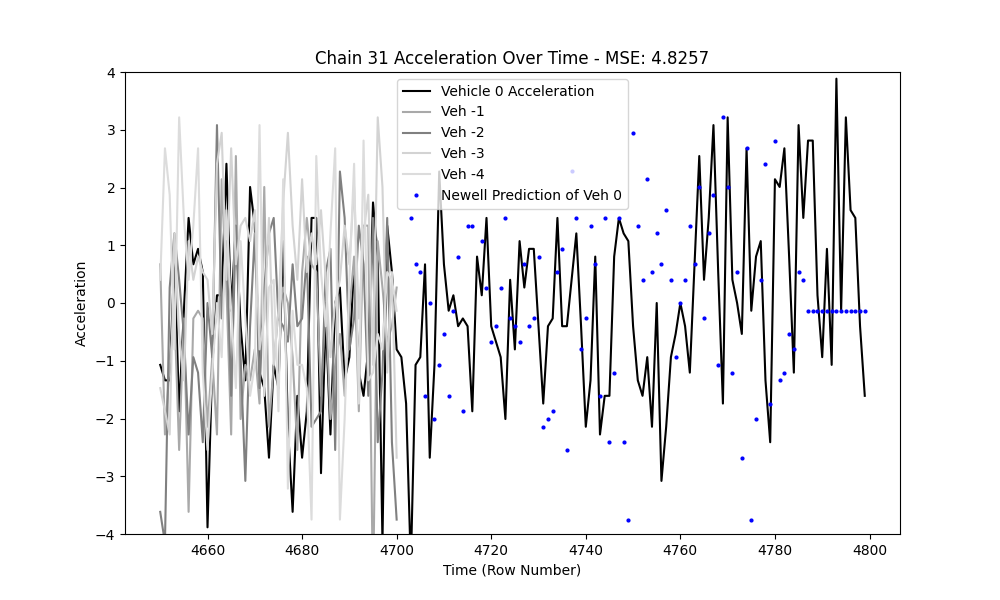 Chain 31 Acceleration Over Time - MSE: 4.8257
Vehicle 0 Acceleration
Veh -1
Veh -2
Veh -3
Veh -4
Newell Prediction of Veh 0
Acceleration
4
3
2
1
0
−1
−2
−3
−4
4660
4680
4700
4720
4740
4760
4780
4800
Time (Row Number)